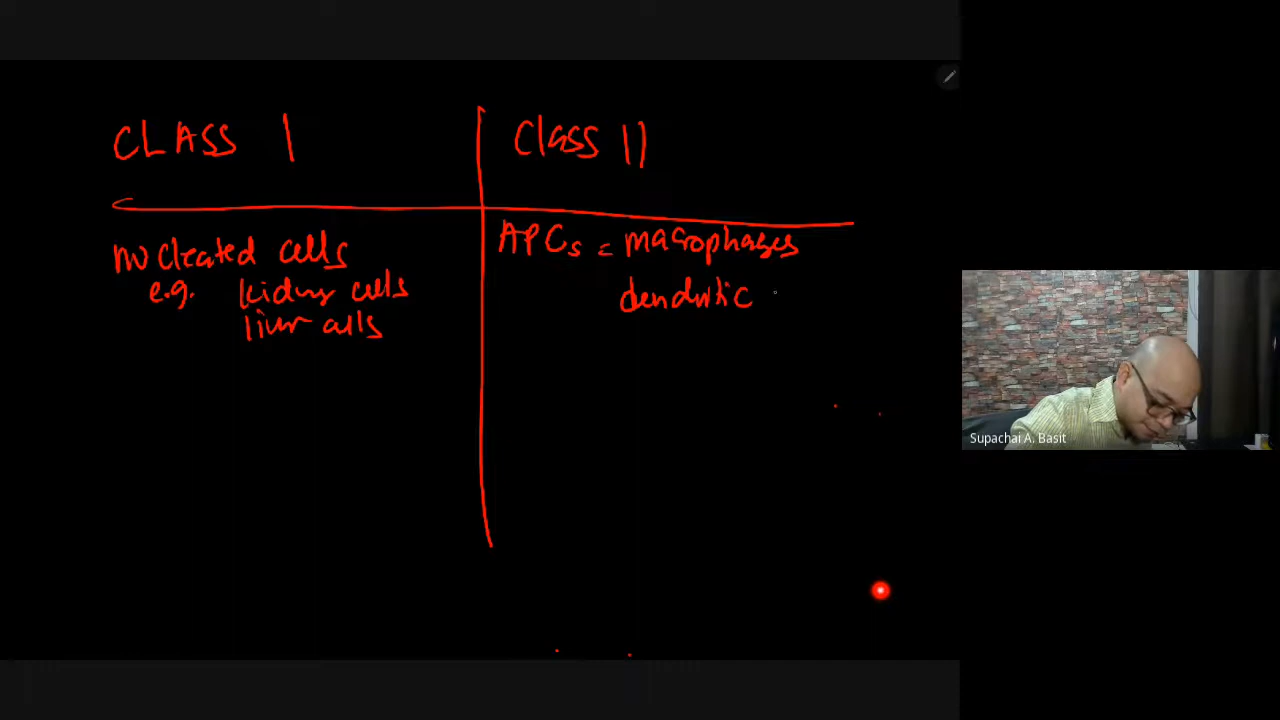 CLASS I
Class II
nucleated cells
e.g. kidney cells
liver cells
APCs = macrophages
dendritic
Supachai A. Basit